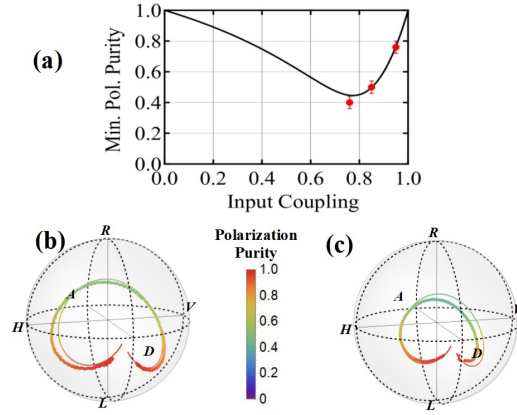 (a)
Min. Pol. Purity
1.0
0.8
0.6
0.4
0.2
0.0
0.0 0.2 0.4 0.6 0.8 1.0
Input Coupling
(b)
R
A
H
V
D
L
Polarization
Purity
1.0
0.8
0.6
0.4
0.2
0
(c)
R
A
H
D
L